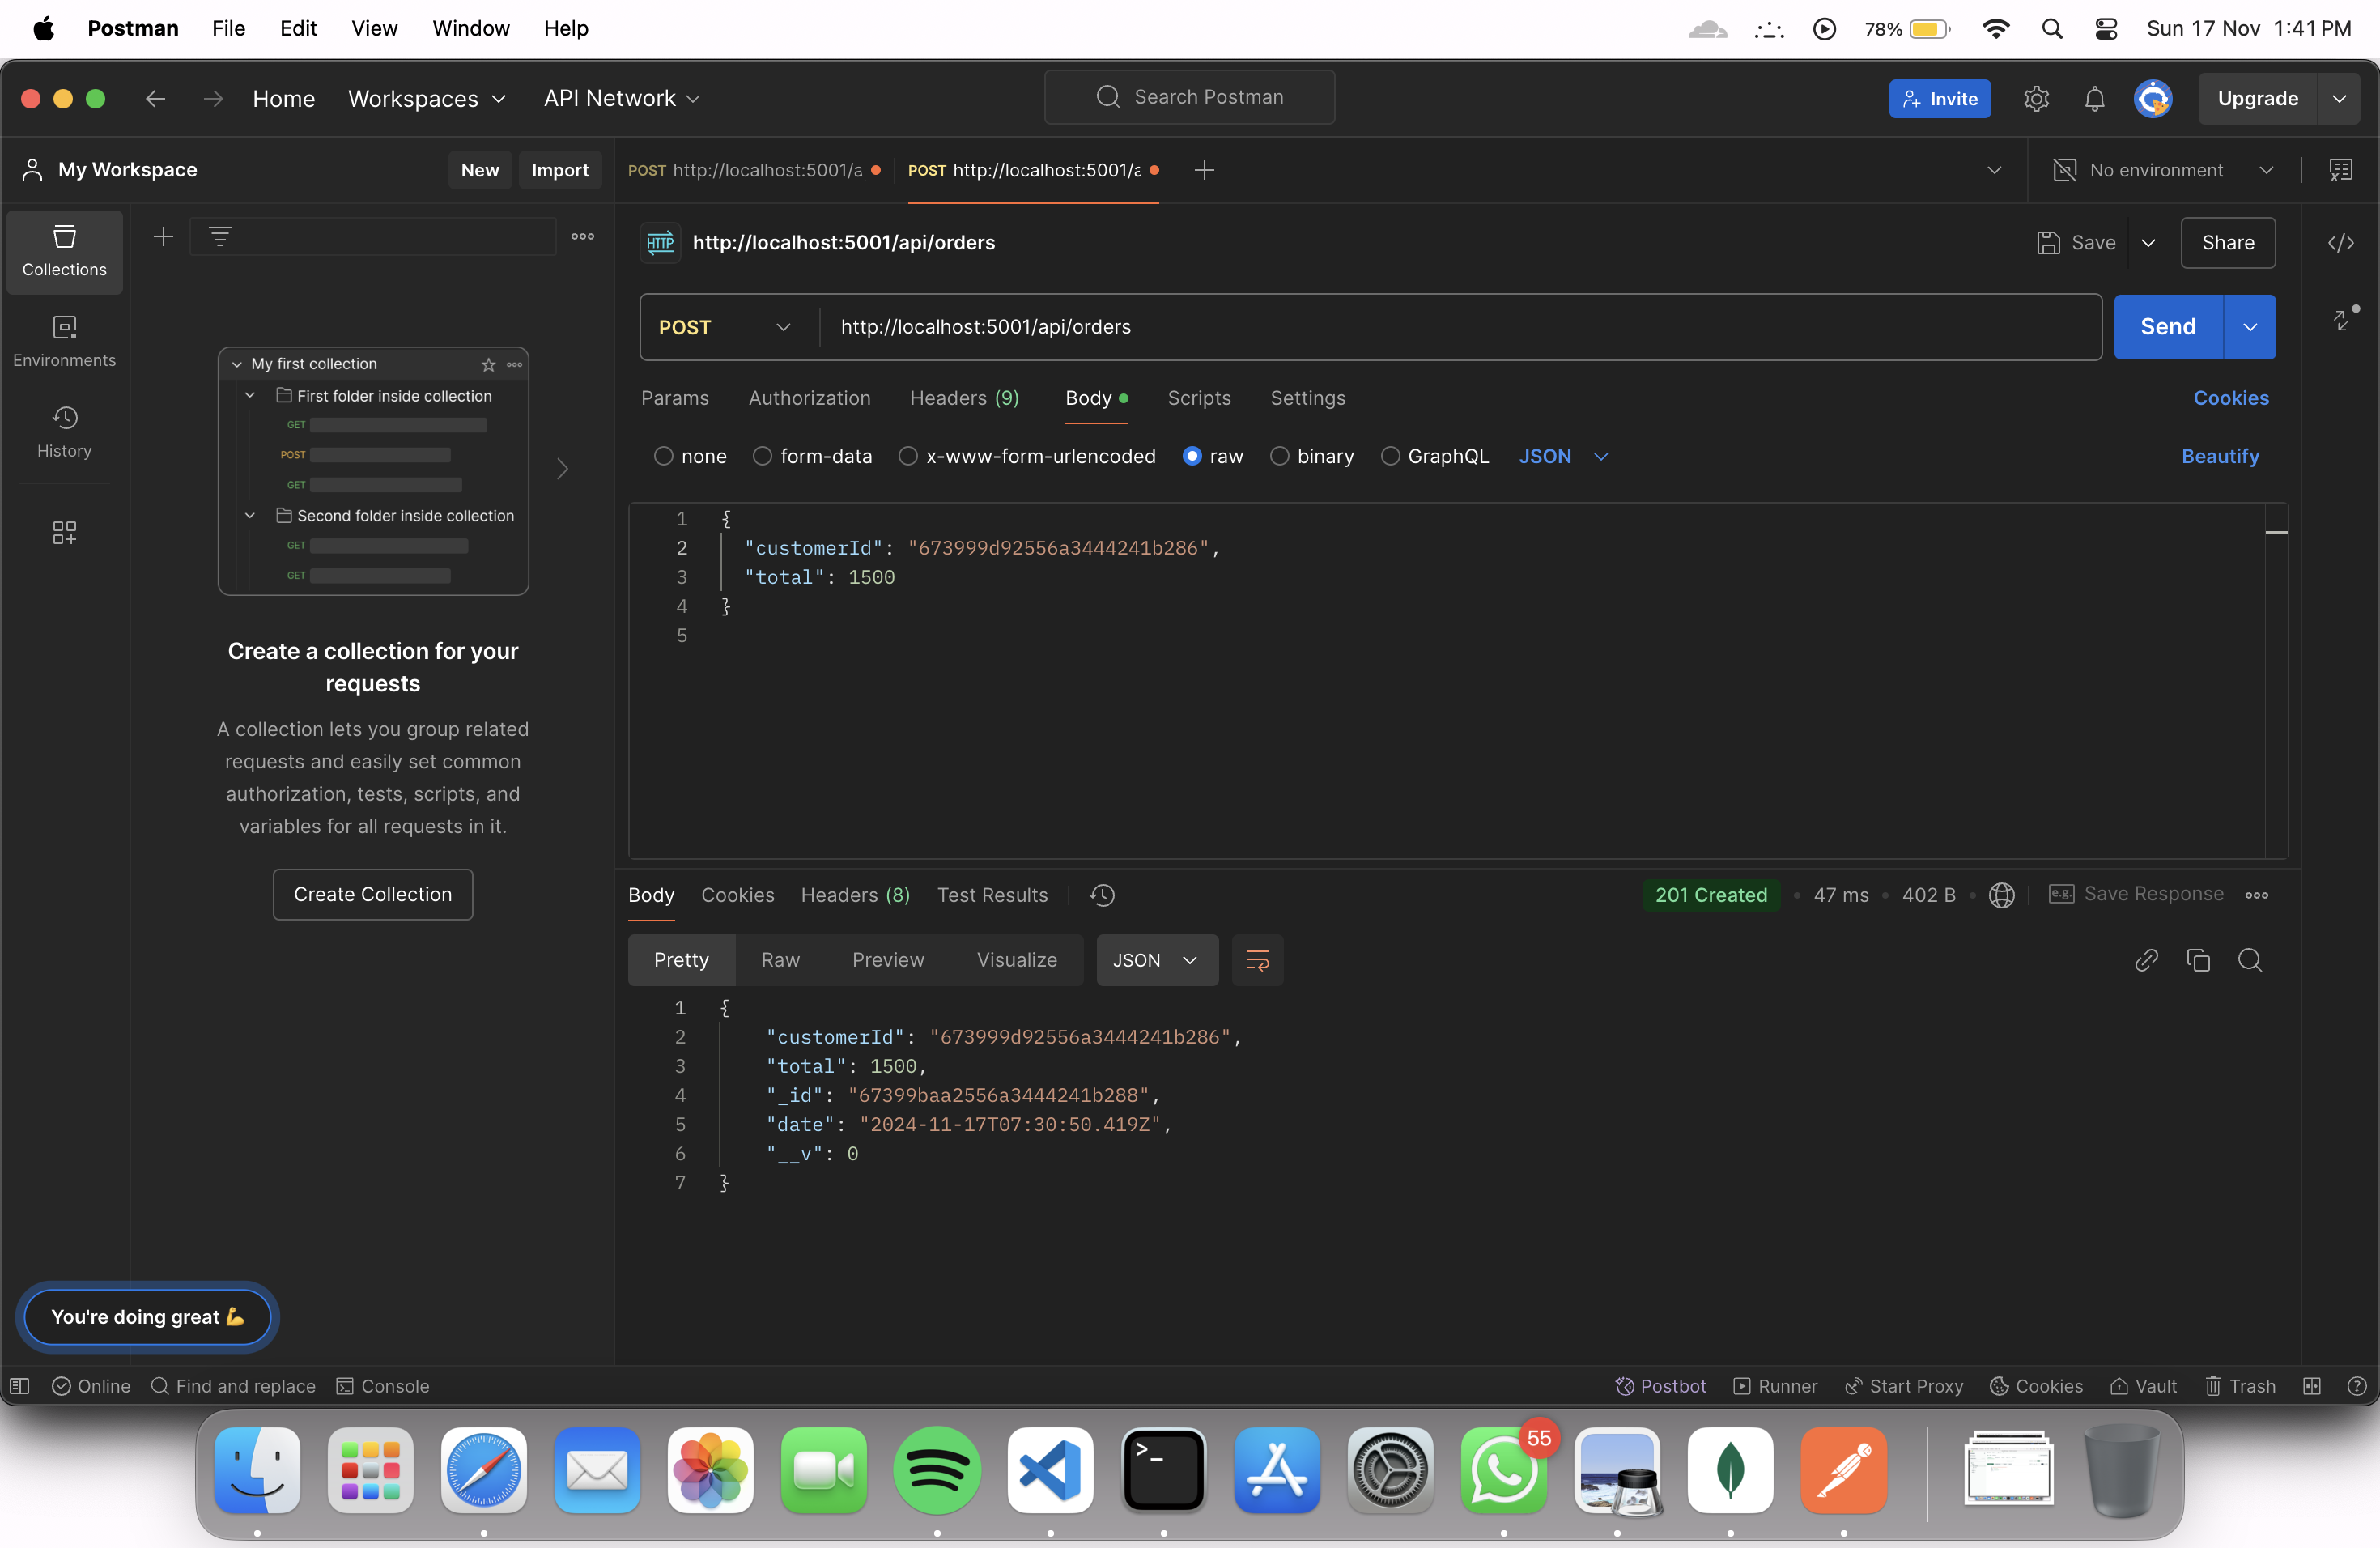 Postman File Edit View Window Help 78% Sun 17 Nov 1:41 PM
Home Workspaces API Network Search Postman Invite Upgrade
My Workspace New Import POST http://localhost:5001/a POST http://localhost:5001/a No environment
Collections
Environments
History
My first collection
First folder inside collection
GET
POST
GET
Second folder inside collection
GET
GET
Create a collection for your
requests
A collection lets you group related
requests and easily set common
authorization, tests, scripts, and
variables for all requests in it.
Create Collection
You're doing great 💪
HTTP http://localhost:5001/api/orders Save Share
POST http://localhost:5001/api/orders Send
Params Authorization Headers (9) Body Scripts Settings Cookies
none form-data x-www-form-urlencoded raw binary GraphQL JSON Beautify
1 {
2 "customerId": "673999d92556a3444241b286",
3 "total": 1500
4 }
5
Body Cookies Headers (8) Test Results 201 Created • 47 ms • 402 B • e.g. Save Response
Pretty Raw Preview Visualize JSON
1 {
2 "customerId": "673999d92556a3444241b286",
3 "total": 1500,
4 "_id": "67399baa2556a3444241b288",
5 "date": "2024-11-17T07:30:50.419Z",
6 "__v": 0
7 }
Online Find and replace Console Postbot Runner Start Proxy Cookies Vault Trash
55